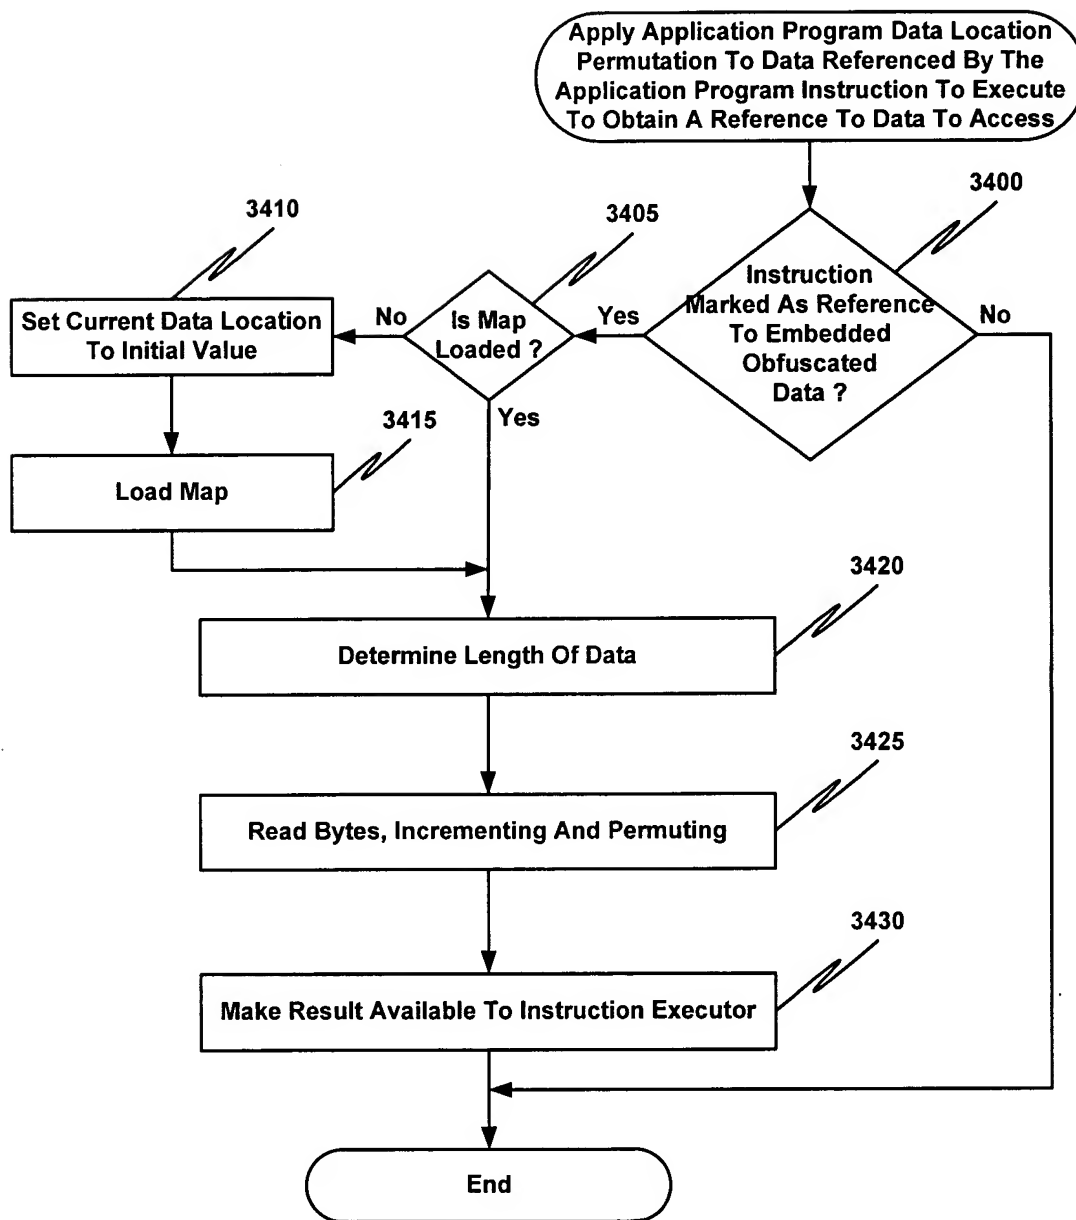 Apply Application Program Data Location
Permutation To Data Referenced By The
Application Program Instruction To Execute
To Obtain A Reference To Data To Access
3400
Instruction
Marked As Reference
To Embedded
Obfuscated
Data ?
Yes
No
3405
Is Map
Loaded ?
No
Yes
3410
Set Current Data Location
To Initial Value
3415
Load Map
3420
Determine Length Of Data
3425
Read Bytes, Incrementing And Permuting
3430
Make Result Available To Instruction Executor
End